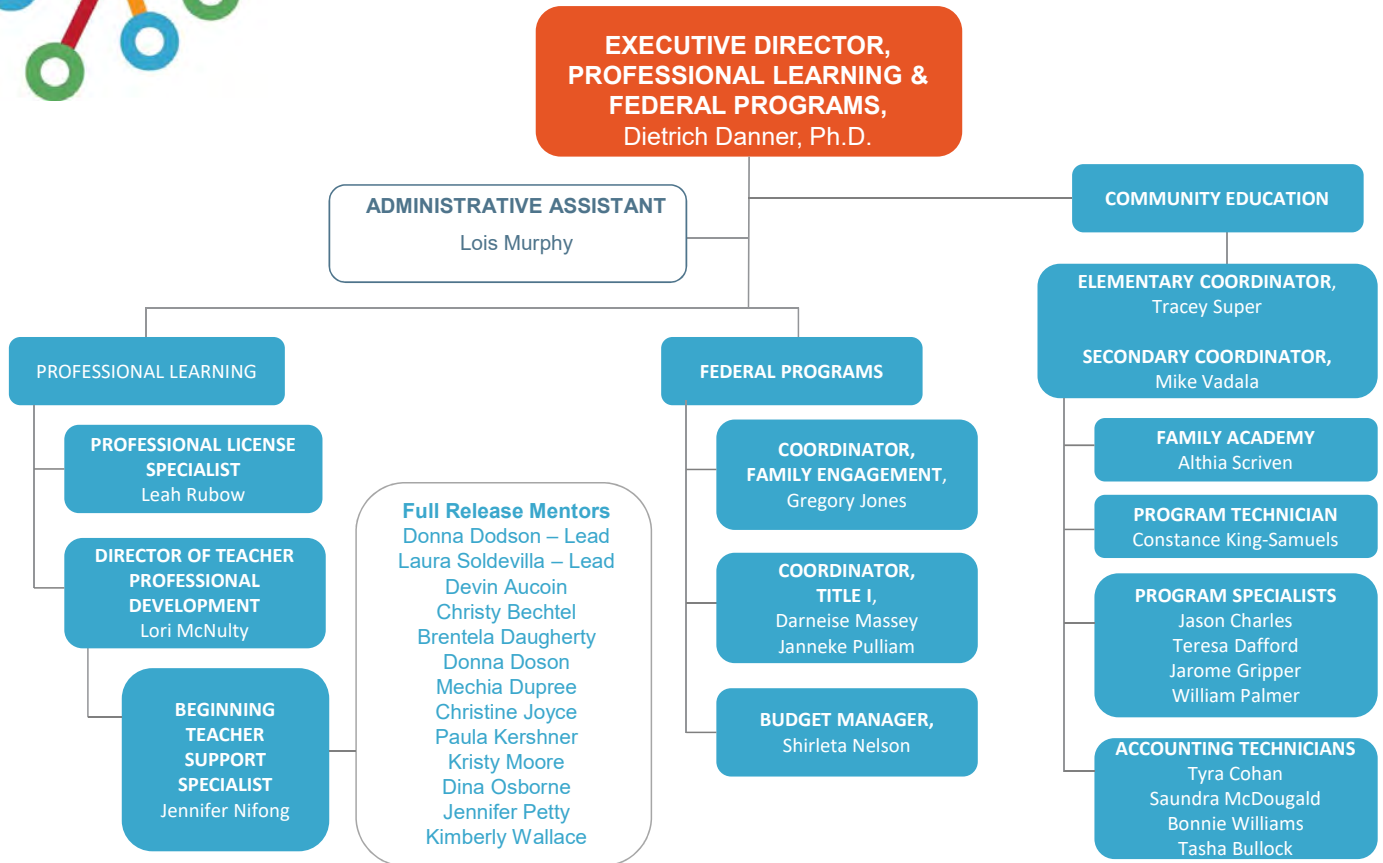 EXECUTIVE DIRECTOR,
PROFESSIONAL LEARNING &
FEDERAL PROGRAMS,
Dietrich Danner, Ph.D.
ADMINISTRATIVE ASSISTANT
Lois Murphy
COMMUNITY EDUCATION
ELEMENTARY COORDINATOR,
Tracey Super
SECONDARY COORDINATOR,
Mike Vadala
FAMILY ACADEMY
Althia Scriven
PROGRAM TECHNICIAN
Constance King-Samuels
PROGRAM SPECIALISTS
Jason Charles
Teresa Dafford
Jarome Gripper
William Palmer
ACCOUNTING TECHNICIANS
Tyra Cohan
Saundra McDougald
Bonnie Williams
Tasha Bullock
PROFESSIONAL LEARNING
PROFESSIONAL LICENSE
SPECIALIST
Leah Rubow
DIRECTOR OF TEACHER
PROFESSIONAL
DEVELOPMENT
Lori McNulty
BEGINNING
TEACHER
SUPPORT
SPECIALIST
Jennifer Nifong
Full Release Mentors
Donna Dodson – Lead
Laura Soldevilla – Lead
Devin Aucoin
Christy Bechtel
Brentela Daugherty
Donna Doson
Mechia Dupree
Christine Joyce
Paula Kershner
Kristy Moore
Dina Osborne
Jennifer Petty
Kimberly Wallace
FEDERAL PROGRAMS
COORDINATOR,
FAMILY ENGAGEMENT,
Gregory Jones
COORDINATOR,
TITLE I,
Darneise Massey
Janneke Pulliam
BUDGET MANAGER,
Shirleta Nelson